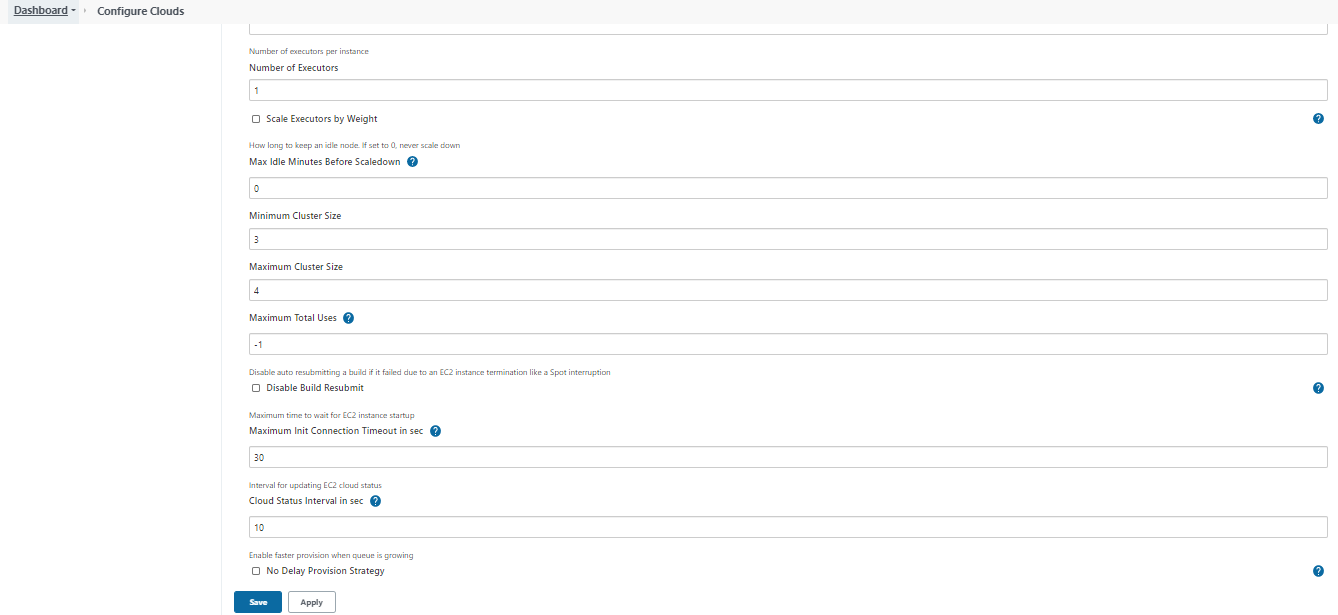 Dashboard Configure Clouds
Number of executors per instance
Number of Executors
1
Scale Executors by Weight ?
How long to keep an idle node. If set to 0, never scale down
Max Idle Minutes Before Scaledown ?
0
Minimum Cluster Size
3
Maximum Cluster Size
4
Maximum Total Uses ?
-1
Disable auto resubmitting a build if it failed due to an EC2 instance termination like a Spot interruption
Disable Build Resubmit ?
Maximum time to wait for EC2 instance startup
Maximum Init Connection Timeout in sec ?
30
Interval for updating EC2 cloud status
Cloud Status Interval in sec ?
10
Enable faster provision when queue is growing
No Delay Provision Strategy ?
Save Apply